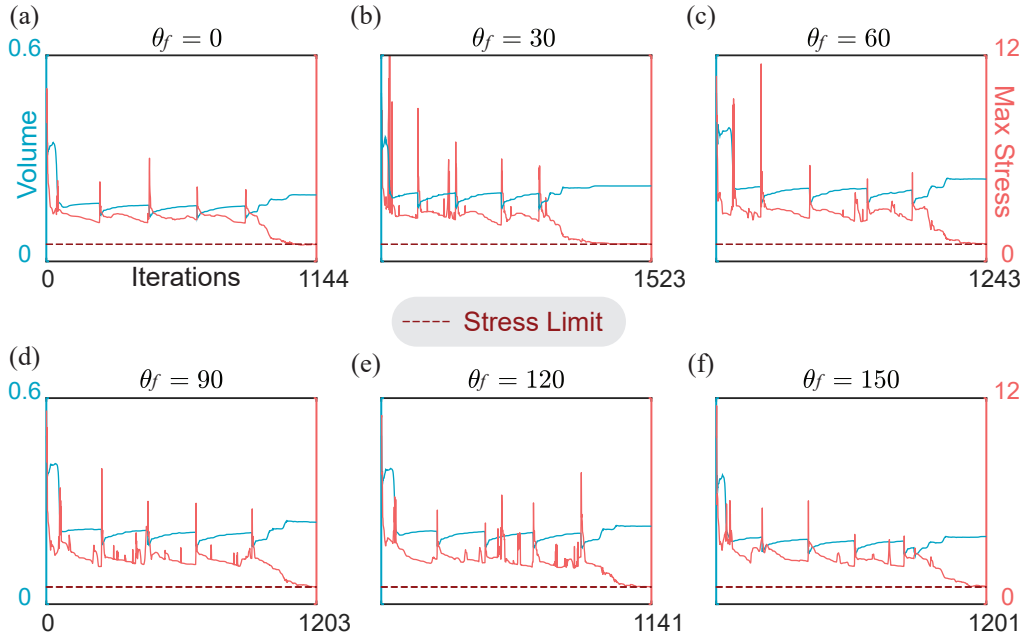 (a)
θf = 0
(b)
θf = 30
(c)
θf = 60
0.6
12
Volume
Max Stress
0
0
0
Iterations
1144
1523
1243
Stress Limit
(d)
θf = 90
(e)
θf = 120
(f)
θf = 150
0.6
12
0
0
0
1203
1141
1201